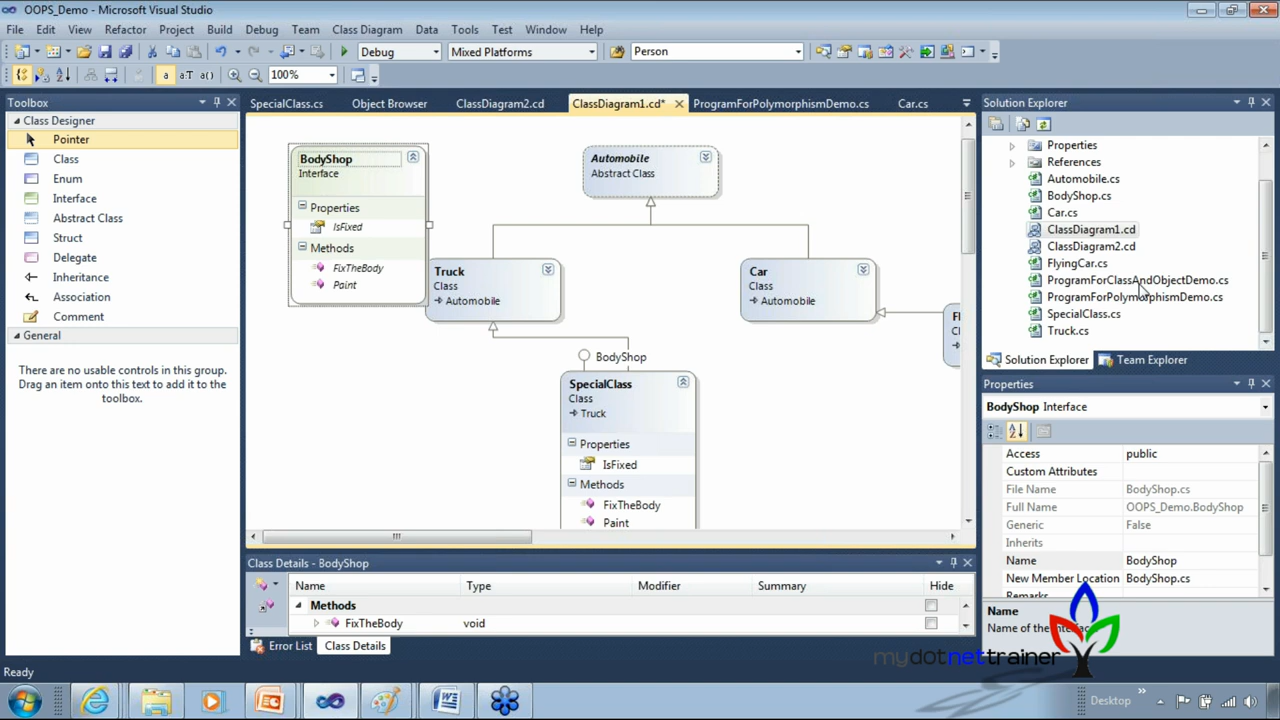 OOPS_Demo - Microsoft Visual Studio
File Edit View Refactor Project Build Debug Team Class Diagram Data Tools Test Window Help
Debug Mixed Platforms Person
a aT a() 100%
Toolbox
Class Designer
Pointer
Class
Enum
Interface
Abstract Class
Struct
Delegate
Inheritance
Association
Comment
General
There are no usable controls in this group.
Drag an item onto this text to add it to the
toolbox.
SpecialClass.cs Object Browser ClassDiagram2.cd ClassDiagram1.cd* ProgramForPolymorphismDemo.cs Car.cs
BodyShop
Interface
Properties
IsFixed
Methods
FixTheBody
Paint
Automobile
Abstract Class
Truck
Class
Automobile
Car
Class
Automobile
BodyShop
SpecialClass
Class
Truck
Properties
IsFixed
Methods
FixTheBody
Paint
Class Details - BodyShop
Name Type Modifier Summary Hide
Methods
FixTheBody void
Error List Class Details
Solution Explorer
Properties
References
Automobile.cs
BodyShop.cs
Car.cs
ClassDiagram1.cd
ClassDiagram2.cd
FlyingCar.cs
ProgramForClassAndObjectDemo.cs
ProgramForPolymorphismDemo.cs
SpecialClass.cs
Truck.cs
Solution Explorer Team Explorer
Properties
BodyShop Interface
Access public
Custom Attributes
File Name BodyShop.cs
Full Name OOPS_Demo.BodyShop
Generic False
Inherits
Name BodyShop
New Member Location BodyShop.cs
Remarks
Name
Name of the
mydotnettrainer
Ready
Desktop